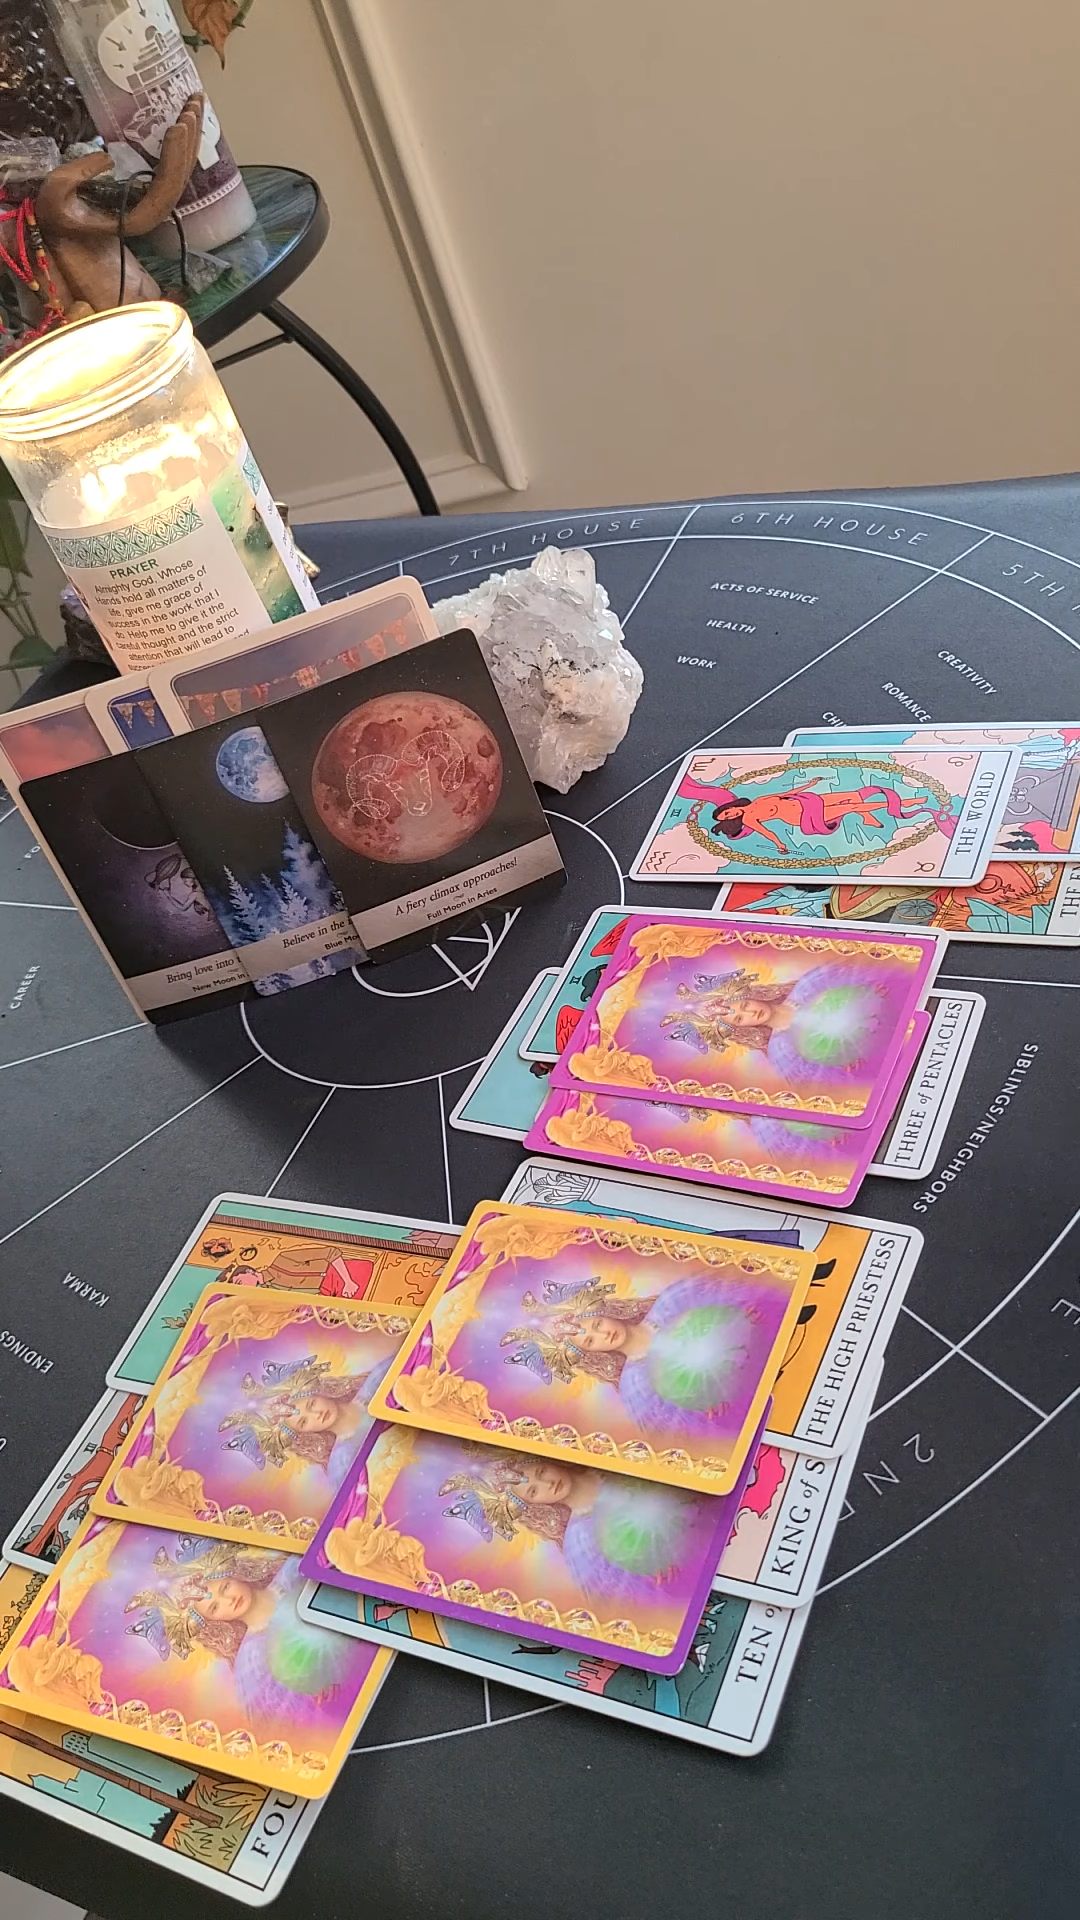 PRAYER
Almighty God, Whose
Hands hold all matters of
life, give me grace of
success in the work that I
do. Help me to give it the
careful thought and the strict
attention that will lead to
7TH HOUSE
6TH HOUSE
5TH
ACTS OF SERVICE
HEALTH
WORK
CREATIVITY
ROMANCE
THE WORLD
THE
A fiery climax approaches!
Full Moon in Aries
Believe in the
Blue
Bring love into
New Moon in
CAREER
THREE of PENTACLES
SIBLINGS/NEIGHBORS
THE HIGH PRIESTESS
KARMA
ENDINGS
KING of
2
TEN